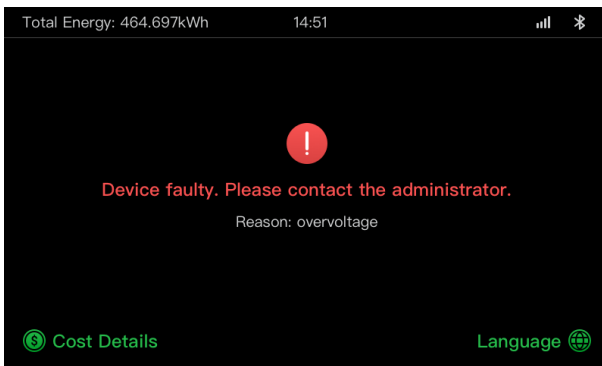 Total Energy: 464.697kWh 14:51
Device faulty. Please contact the administrator.
Reason: overvoltage
Cost Details Language